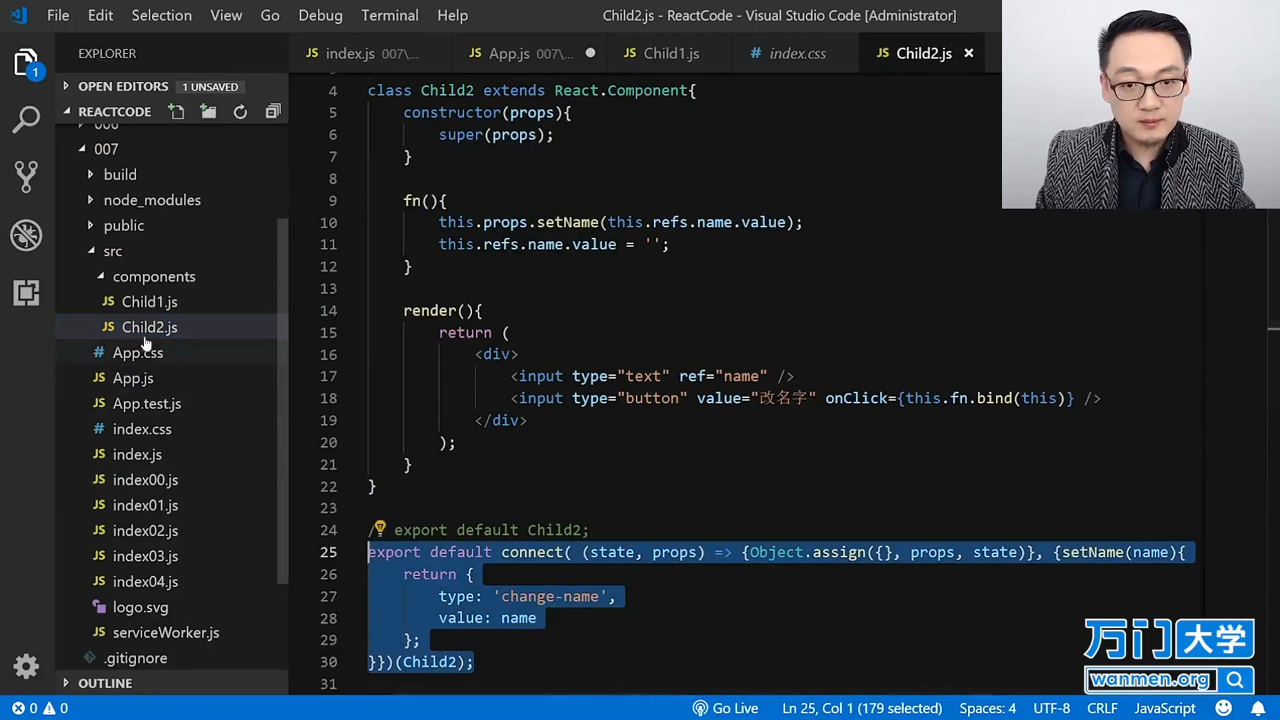 File Edit Selection View Go Debug Terminal Help Child2.js - ReactCode - Visual Studio Code [Administrator]
EXPLORER
index.js 007\... App.js 007\... Child1.js index.css Child2.js
1
OPEN EDITORS 1 UNSAVED
REACTCODE
007
build
node_modules
public
src
components
Child1.js
Child2.js
App.css
App.js
App.test.js
index.css
index.js
index00.js
index01.js
index02.js
index03.js
index04.js
logo.svg
serviceWorker.js
.gitignore
OUTLINE
4 class Child2 extends React.Component{
5 constructor(props){
6 super(props);
7 }
8
9 fn(){
10 this.props.setName(this.refs.name.value);
11 this.refs.name.value = '';
12 }
13
14 render(){
15 return (
16 <div>
17 <input type="text" ref="name" />
18 <input type="button" value="改名字" onClick={this.fn.bind(this)} />
19 </div>
20 );
21 }
22 }
23
24 / export default Child2;
25 export default connect( (state, props) => {Object.assign({}, props, state)}, {setName(name){
26 return {
27 type: 'change-name',
28 value: name
29 };
30 }})(Child2);
31
万门大学
wanmen.org
0 0 Go Live Ln 25, Col 1 (179 selected) Spaces: 4 UTF-8 CRLF JavaScript